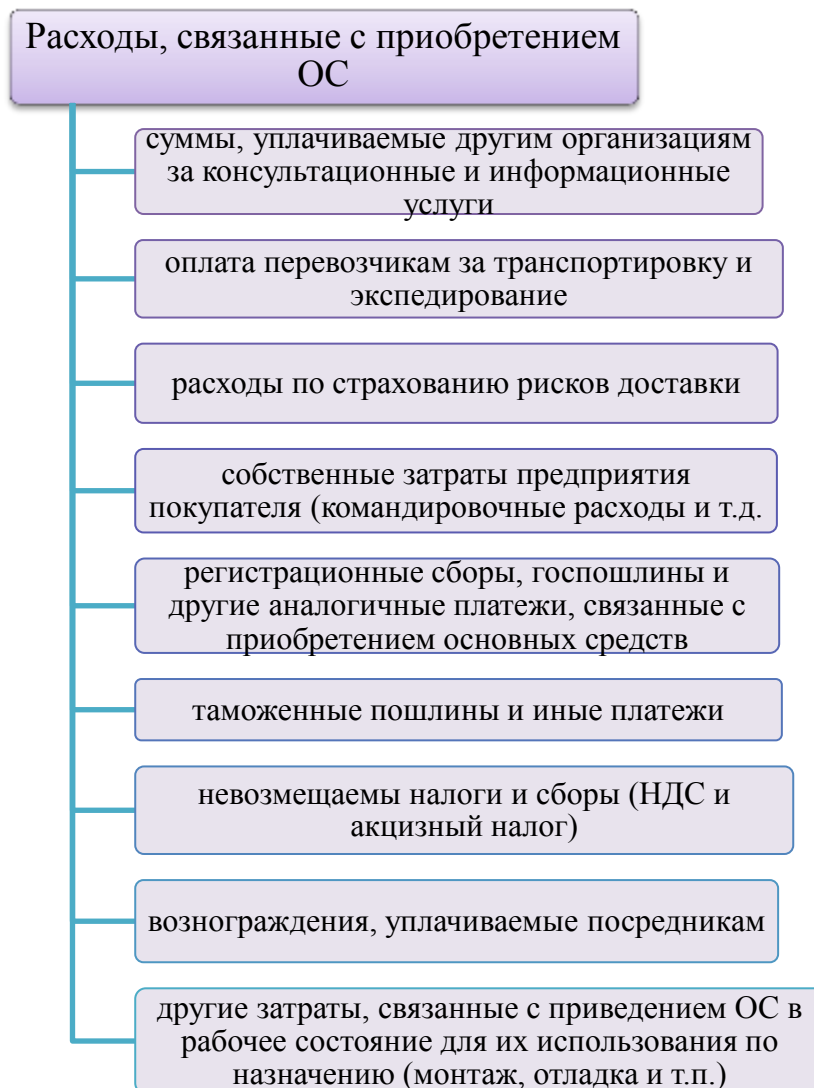 Расходы, связанные с приобретением
ОС
суммы, уплачиваемые другим организациям
за консультационные и информационные
услуги
оплата перевозчикам за транспортировку и
экспедирование
расходы по страхованию рисков доставки
собственные затраты предприятия
покупателя (командировочные расходы и т.д.
регистрационные сборы, госпошлины и
другие аналогичные платежи, связанные с
приобретением основных средств
таможенные пошлины и иные платежи
невозмещаемы налоги и сборы (НДС и
акцизный налог)
вознограждения, уплачиваемые посредникам
другие затраты, связанные с приведением ОС в
рабочее состояние для их использования по
назначению (монтаж, отладка и т.п.)